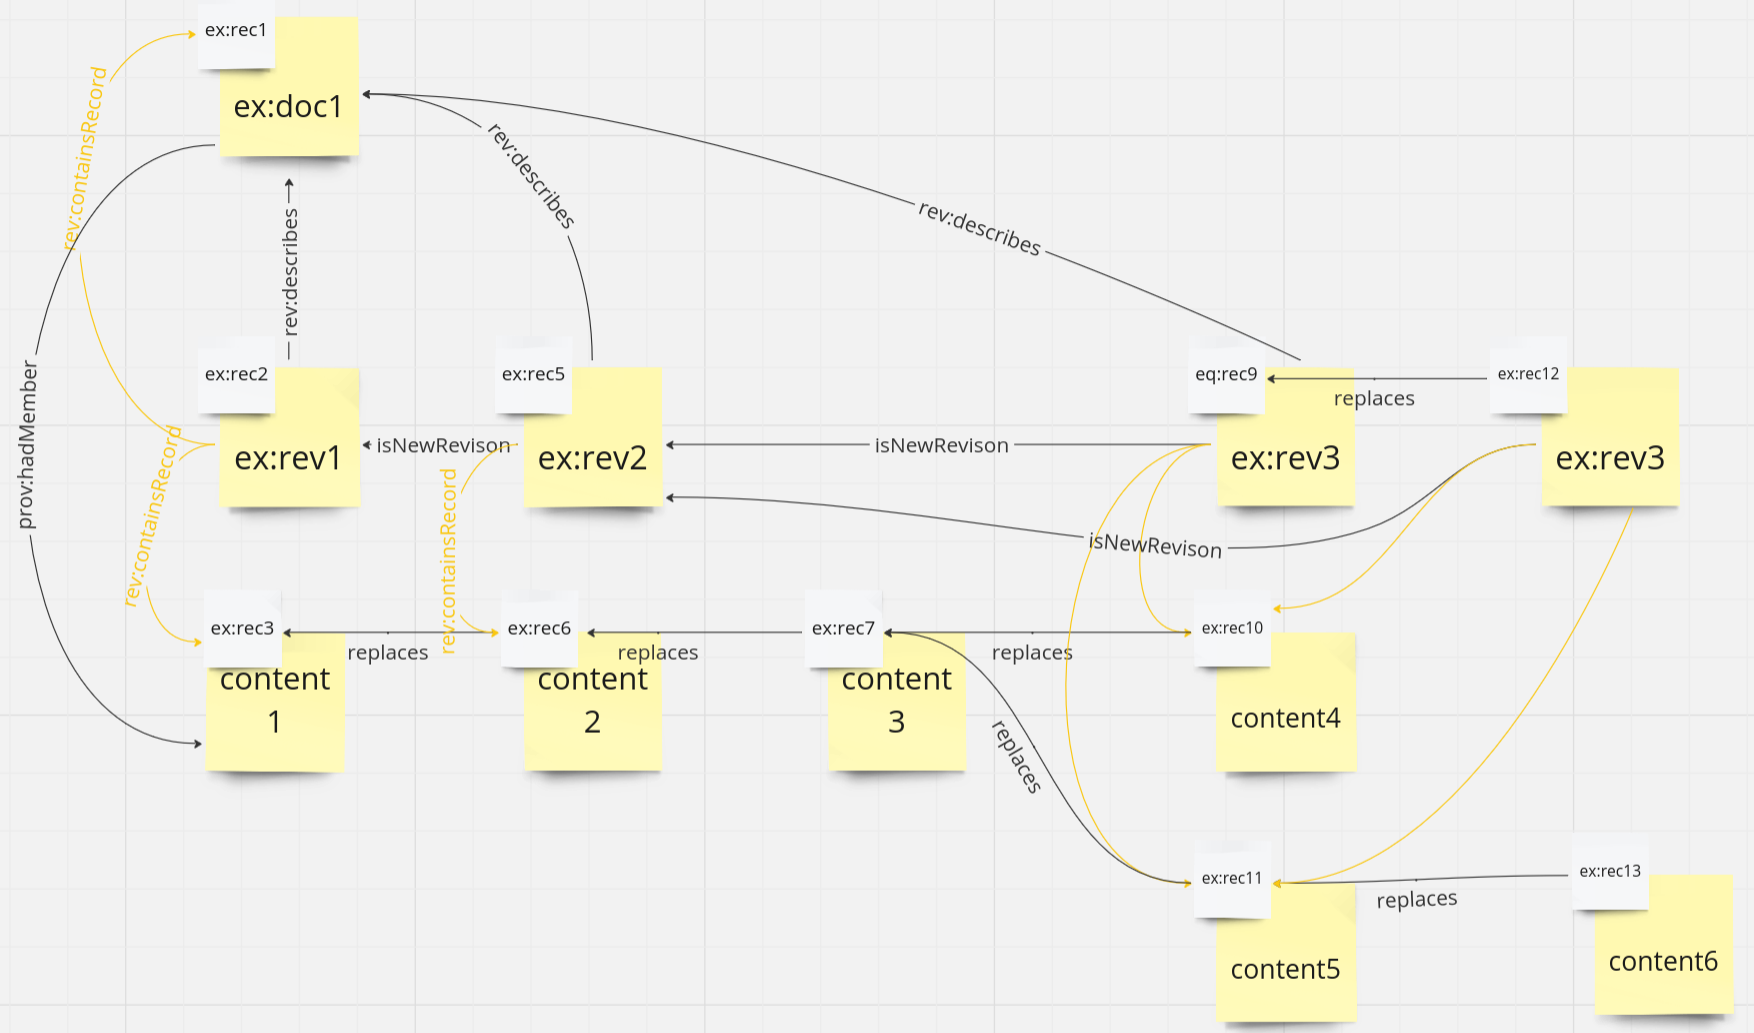 ex:rec1
ex:doc1
rev:containsRecord
rev:describes
rev:describes
rev:describes
prov:hadMember
ex:rec2
ex:rev1
ex:rec5
ex:rev2
eq:rec9
ex:rev3
ex:rec12
ex:rev3
replaces
isNewRevison
isNewRevison
isNewRevison
rev:containsRecord
rev:containsRecord
ex:rec3
content
1
replaces
ex:rec6
content
2
replaces
ex:rec7
content
3
replaces
ex:rec10
content4
replaces
ex:rec11
content5
replaces
ex:rec13
content6